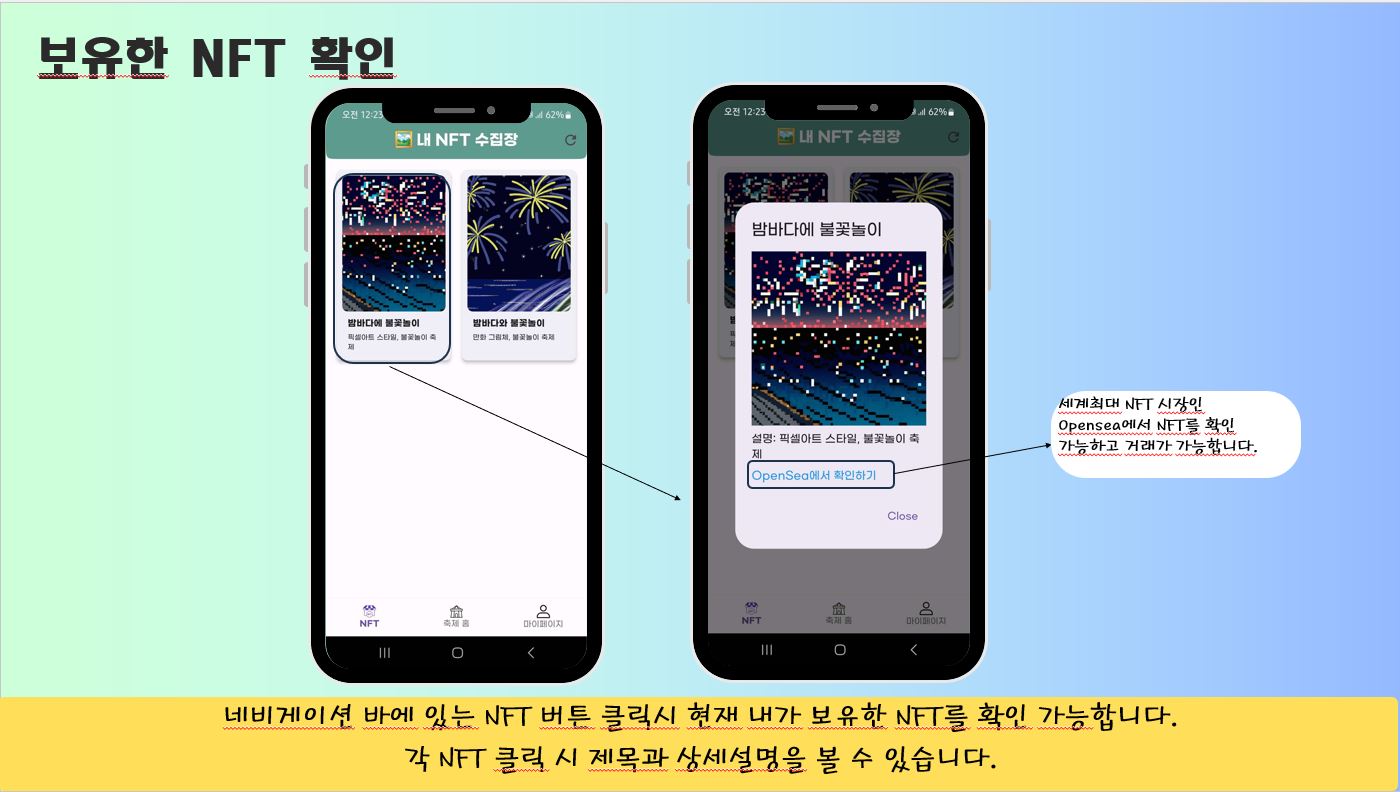 보유한 NFT 확인
오전 12:23
62%
내 NFT 수집장
밤바다에 불꽃놀이
픽셀아트 스타일, 불꽃놀이 축
제
밤바다와 불꽃놀이
만화 그림체, 불꽃놀이 축제
NFT
축제 홈
마이페이지
오전 12:23
62%
내 NFT 수집장
밤바다에 불꽃놀이
설명: 픽셀아트 스타일, 불꽃놀이 축
제
OpenSea에서 확인하기
Close
NFT
축제 홈
마이페이지
세계최대 NFT 시장인
Opensea에서 NFT를 확인
가능하고 거래가 가능합니다.
네비게이션 바에 있는 NFT 버튼 클릭시 현재 내가 보유한 NFT를 확인 가능합니다.
각 NFT 클릭 시 제목과 상세설명을 볼 수 있습니다.